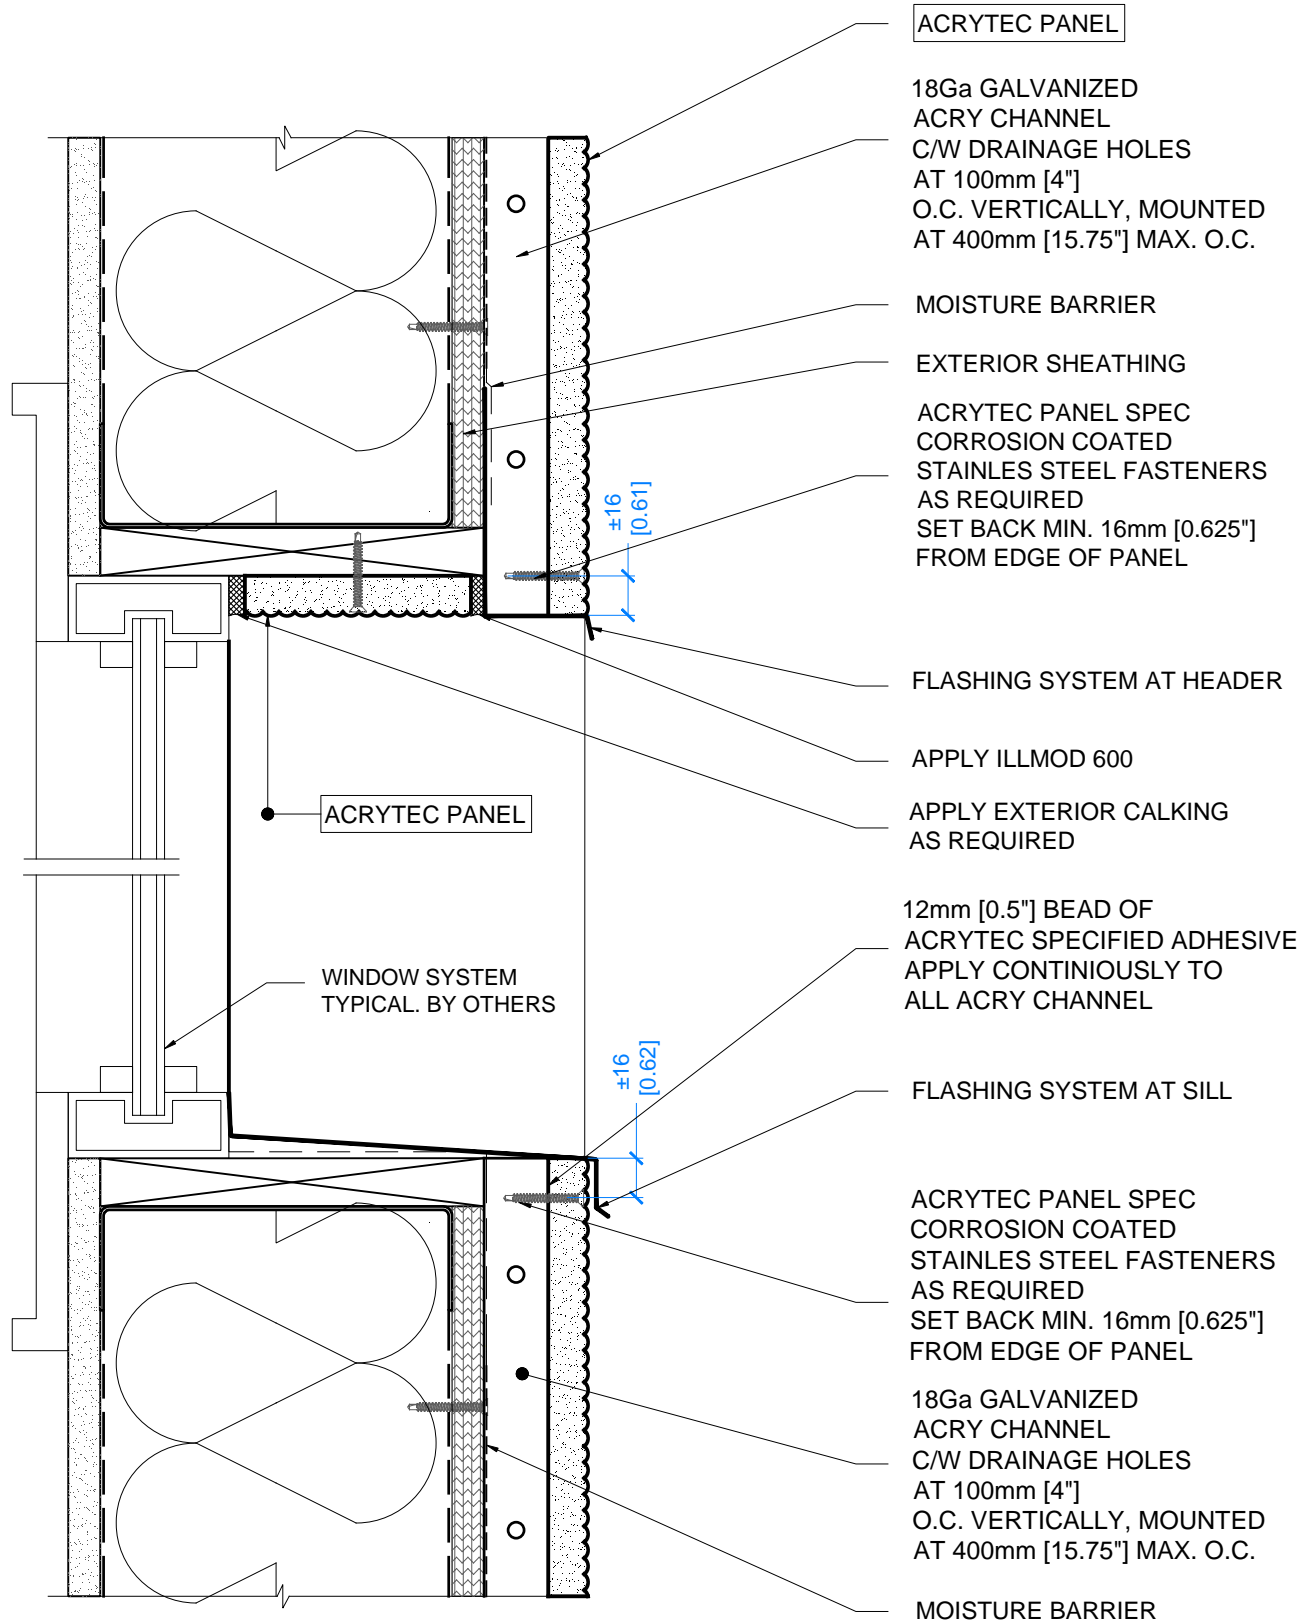 ACRYTEC PANEL
18Ga GALVANIZED
ACRY CHANNEL
C/W DRAINAGE HOLES
AT 100mm [4"]
O.C. VERTICALLY, MOUNTED
AT 400mm [15.75"] MAX. O.C.
MOISTURE BARRIER
EXTERIOR SHEATHING
ACRYTEC PANEL SPEC
CORROSION COATED
STAINLES STEEL FASTENERS
AS REQUIRED
SET BACK MIN. 16mm [0.625"]
FROM EDGE OF PANEL
±16
[0.61]
FLASHING SYSTEM AT HEADER
APPLY ILLMOD 600
ACRYTEC PANEL
APPLY EXTERIOR CALKING
AS REQUIRED
12mm [0.5"] BEAD OF
ACRYTEC SPECIFIED ADHESIVE
APPLY CONTINIOUSLY TO
ALL ACRY CHANNEL
WINDOW SYSTEM
TYPICAL. BY OTHERS
±16
[0.62]
FLASHING SYSTEM AT SILL
ACRYTEC PANEL SPEC
CORROSION COATED
STAINLES STEEL FASTENERS
AS REQUIRED
SET BACK MIN. 16mm [0.625"]
FROM EDGE OF PANEL
18Ga GALVANIZED
ACRY CHANNEL
C/W DRAINAGE HOLES
AT 100mm [4"]
O.C. VERTICALLY, MOUNTED
AT 400mm [15.75"] MAX. O.C.
MOISTURE BARRIER